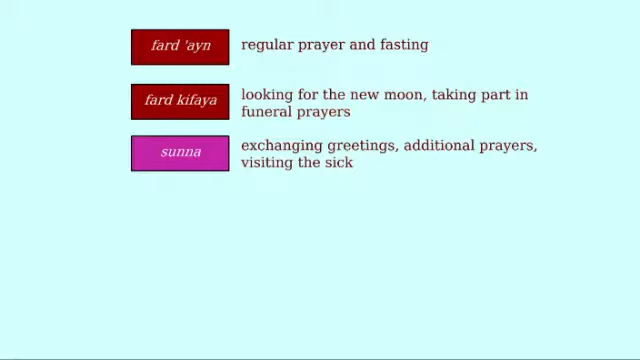 fard 'ayn
regular prayer and fasting
fard kifaya
looking for the new moon, taking part in
funeral prayers
sunna
exchanging greetings, additional prayers,
visiting the sick